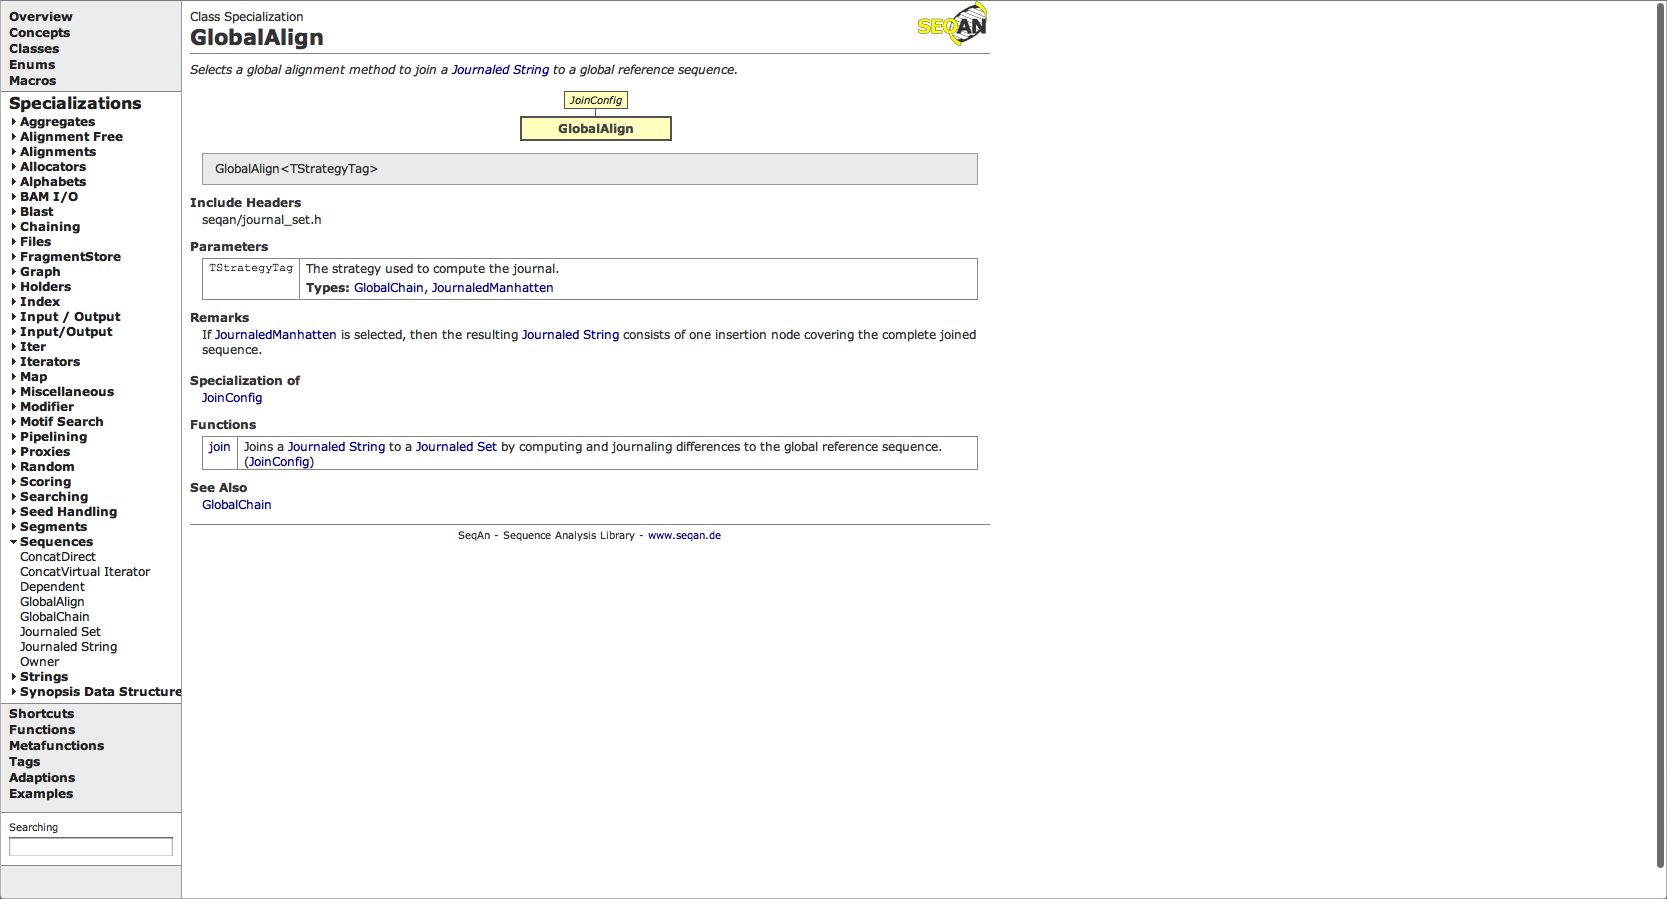 Overview
Concepts
Classes
Enums
Macros
Specializations
Aggregates
Alignment Free
Alignments
Allocators
Alphabets
BAM I/O
Blast
Chaining
Files
FragmentStore
Graph
Holders
Index
Input / Output
Input/Output
Iter
Iterators
Map
Miscellaneous
Modifier
Motif Search
Pipelining
Proxies
Random
Scoring
Searching
Seed Handling
Segments
Sequences
ConcatDirect
ConcatVirtual Iterator
Dependent
GlobalAlign
GlobalChain
Journaled Set
Journaled String
Owner
Strings
Synopsis Data Structure
Shortcuts
Functions
Metafunctions
Tags
Adaptions
Examples
Searching
Class Specialization
GlobalAlign
SEQAN
Selects a global alignment method to join a Journaled String to a global reference sequence.
JoinConfig
GlobalAlign
GlobalAlign<TStrategyTag>
Include Headers
seqan/journal_set.h
Parameters
TStrategyTag The strategy used to compute the journal.
Types: GlobalChain, JournaledManhatten
Remarks
If JournaledManhatten is selected, then the resulting Journaled String consists of one insertion node covering the complete joined
sequence.
Specialization of
JoinConfig
Functions
join Joins a Journaled String to a Journaled Set by computing and journaling differences to the global reference sequence.
(JoinConfig)
See Also
GlobalChain
SeqAn - Sequence Analysis Library - www.seqan.de